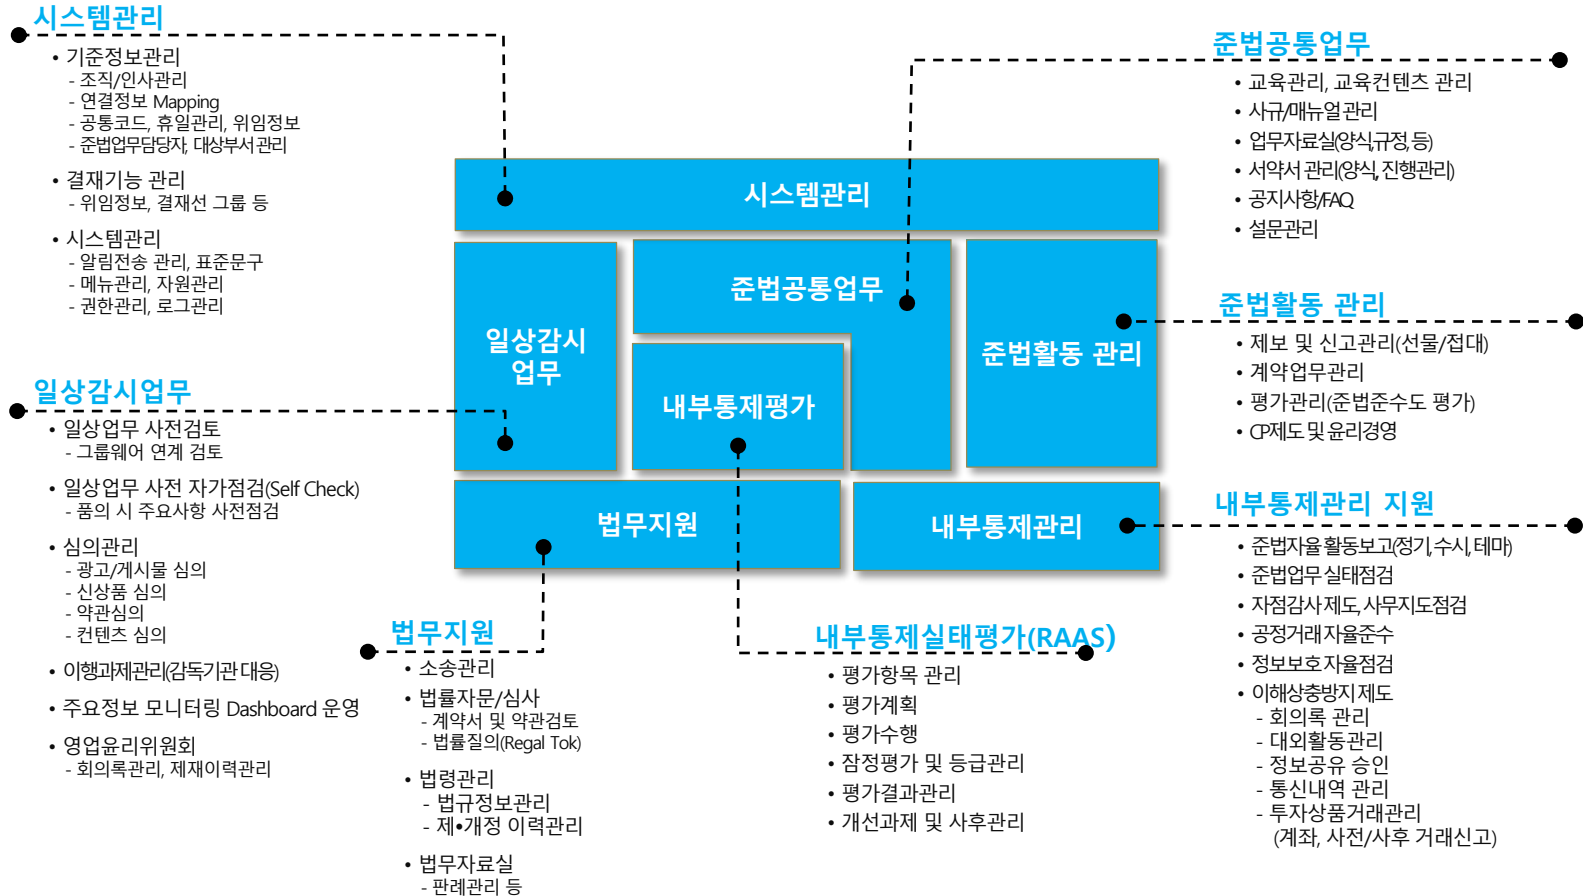 시스템관리
• 기준정보관리
- 조직/인사관리
- 연결정보 Mapping
- 공통코드, 휴일관리, 위임정보
- 준법업무담당자, 대상부서관리
• 결재기능 관리
- 위임정보, 결재선 그룹 등
• 시스템관리
- 알림전송 관리, 표준문구
- 메뉴관리, 자원관리
- 권한관리, 로그관리
일상감시업무
• 일상업무 사전검토
- 그룹웨어 연계 검토
• 일상업무 사전 자가점검(Self Check)
- 품의 시 주요사항 사전점검
• 심의관리
- 광고/게시물 심의
- 신상품 심의
- 약관심의
- 컨텐츠 심의
• 이행과제관리(감독기관 대응)
• 주요정보 모니터링 Dashboard 운영
• 영업윤리위원회
- 회의록관리, 제재이력관리
시스템관리
일상감시
업무
준법공통업무
내부통제평가
준법활동 관리
법무지원
내부통제관리
법무지원
• 소송관리
• 법률자문/심사
- 계약서 및 약관검토
- 법률질의(Regal Tok)
• 법령관리
- 법규정보관리
- 제•개정 이력관리
• 법무자료실
- 판례관리 등
내부통제실태평가(RAAS)
• 평가항목 관리
• 평가계획
• 평가수행
• 잠정평가 및 등급관리
• 평가결과관리
• 개선과제 및 사후관리
준법공통업무
• 교육관리, 교육컨텐츠 관리
• 사규/매뉴얼관리
• 업무자료실(양식,규정,등)
• 서약서 관리(양식, 진행관리)
• 공지사항/FAQ
• 설문관리
준법활동 관리
• 제보 및 신고관리(선물/접대)
• 계약업무관리
• 평가관리(준법준수도 평가)
• CP제도 및 윤리경영
내부통제관리 지원
• 준법자율 활동보고(정기,수시,테마)
• 준법업무 실태점검
• 자점감사 제도, 사무지도점검
• 공정거래 자율준수
• 정보보호 자율점검
• 이해상충방지 제도
- 회의록 관리
- 대외활동관리
- 정보공유 승인
- 통신내역 관리
- 투자상품거래관리
(계좌, 사전/사후 거래신고)